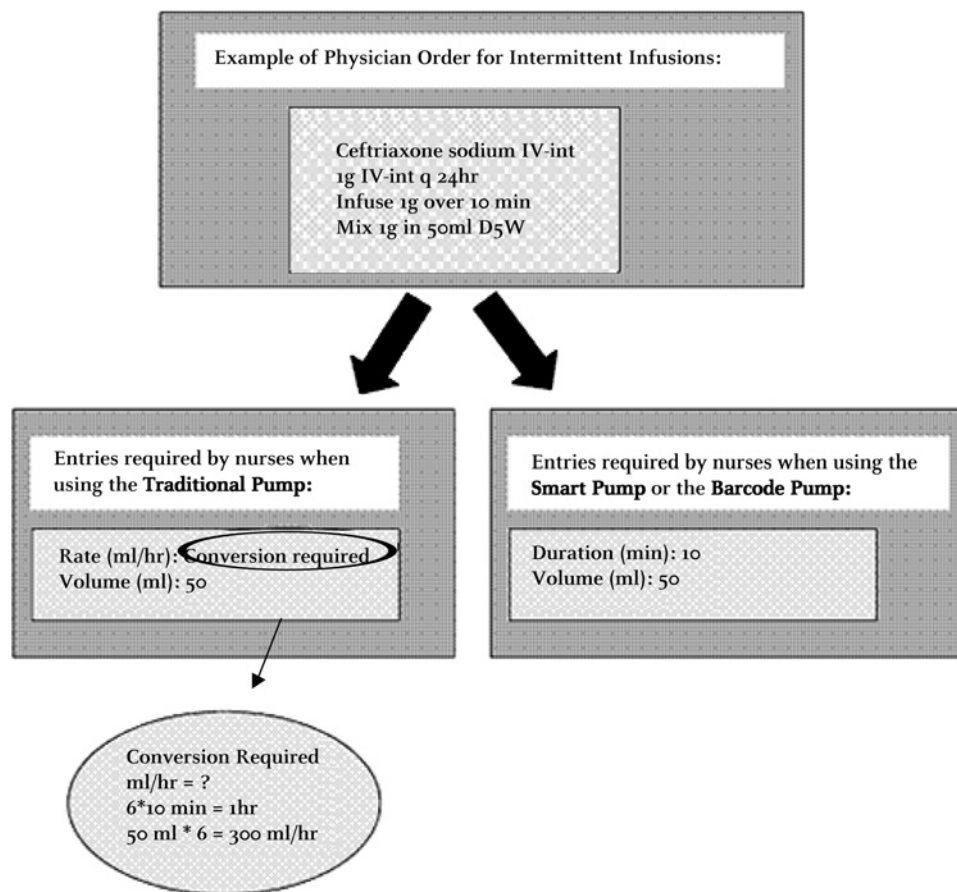 Example of Physician Order for Intermittent Infusions:
Ceftriaxone sodium IV-int
1g IV-int q 24hr
Infuse 1g over 10 min
Mix 1g in 50ml D5W
Entries required by nurses when
using the Traditional Pump:
Rate (ml/hr): Conversion required
Volume (ml): 50
Entries required by nurses when using the
Smart Pump or the Barcode Pump:
Duration (min): 10
Volume (ml): 50
Conversion Required
ml/hr = ?
6*10 min = 1hr
50 ml * 6 = 300 ml/hr